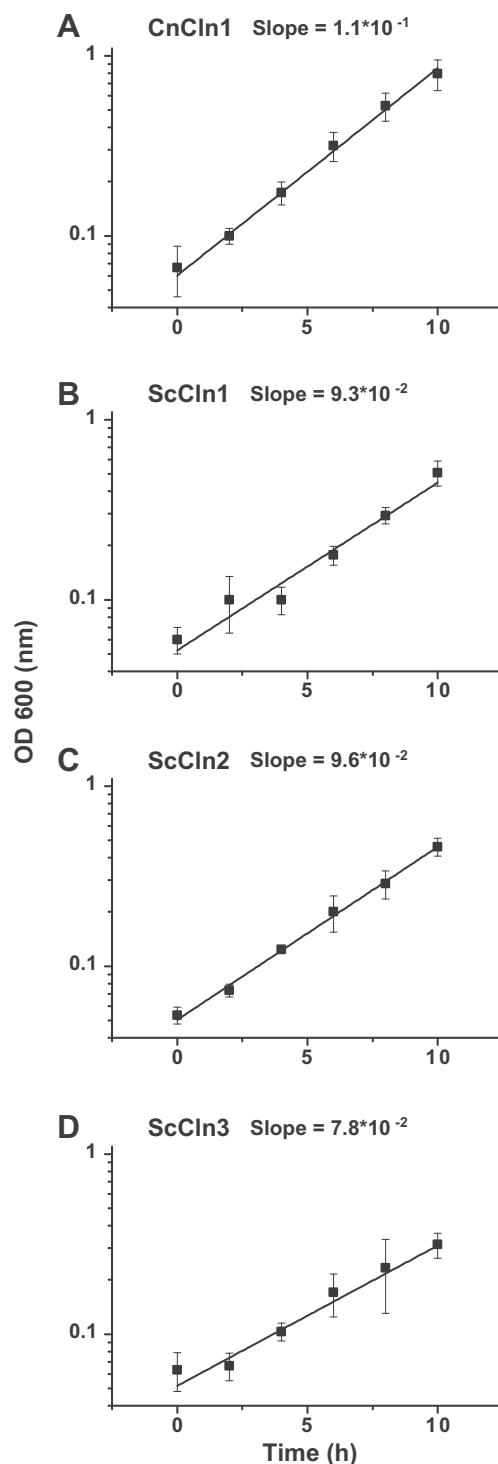 A CnCln1 Slope = 1.1*10 -1
1
0.1
0 5 10
B ScCln1 Slope = 9.3*10 -2
1
0.1
0 5 10
OD 600 (nm)
C ScCln2 Slope = 9.6*10 -2
1
0.1
0 5 10
D ScCln3 Slope = 7.8*10 -2
1
0.1
0 5 10
Time (h)